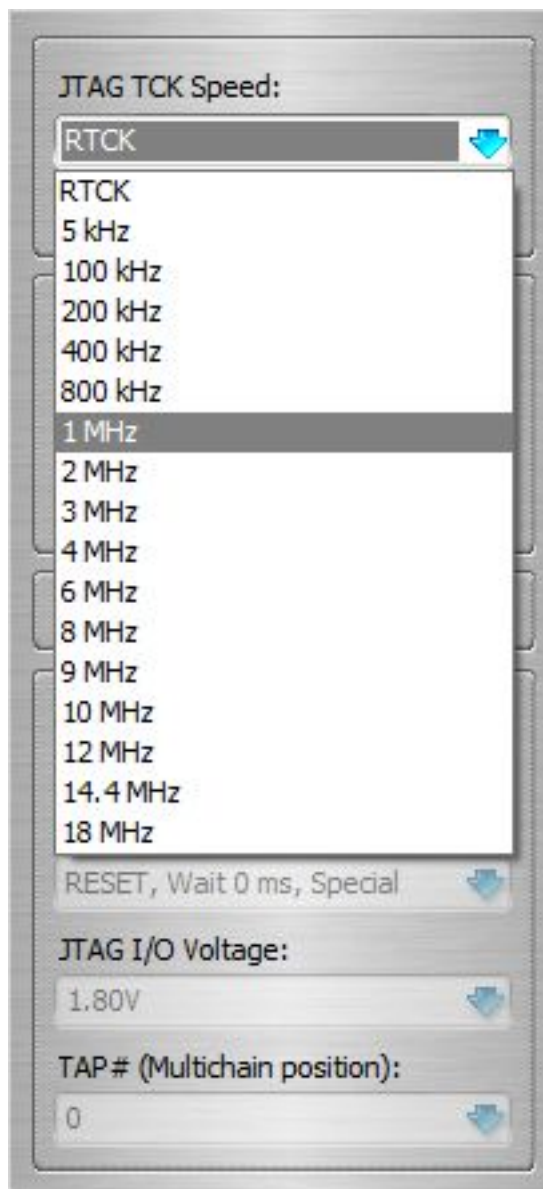 JTAG TCK Speed:
RTCK
RTCK
5 kHz
100 kHz
200 kHz
400 kHz
800 kHz
1 MHz
2 MHz
3 MHz
4 MHz
6 MHz
8 MHz
9 MHz
10 MHz
12 MHz
14.4 MHz
18 MHz
RESET, Wait 0 ms, Special
JTAG I/O Voltage:
1.80V
TAP# (Multichain position):
0